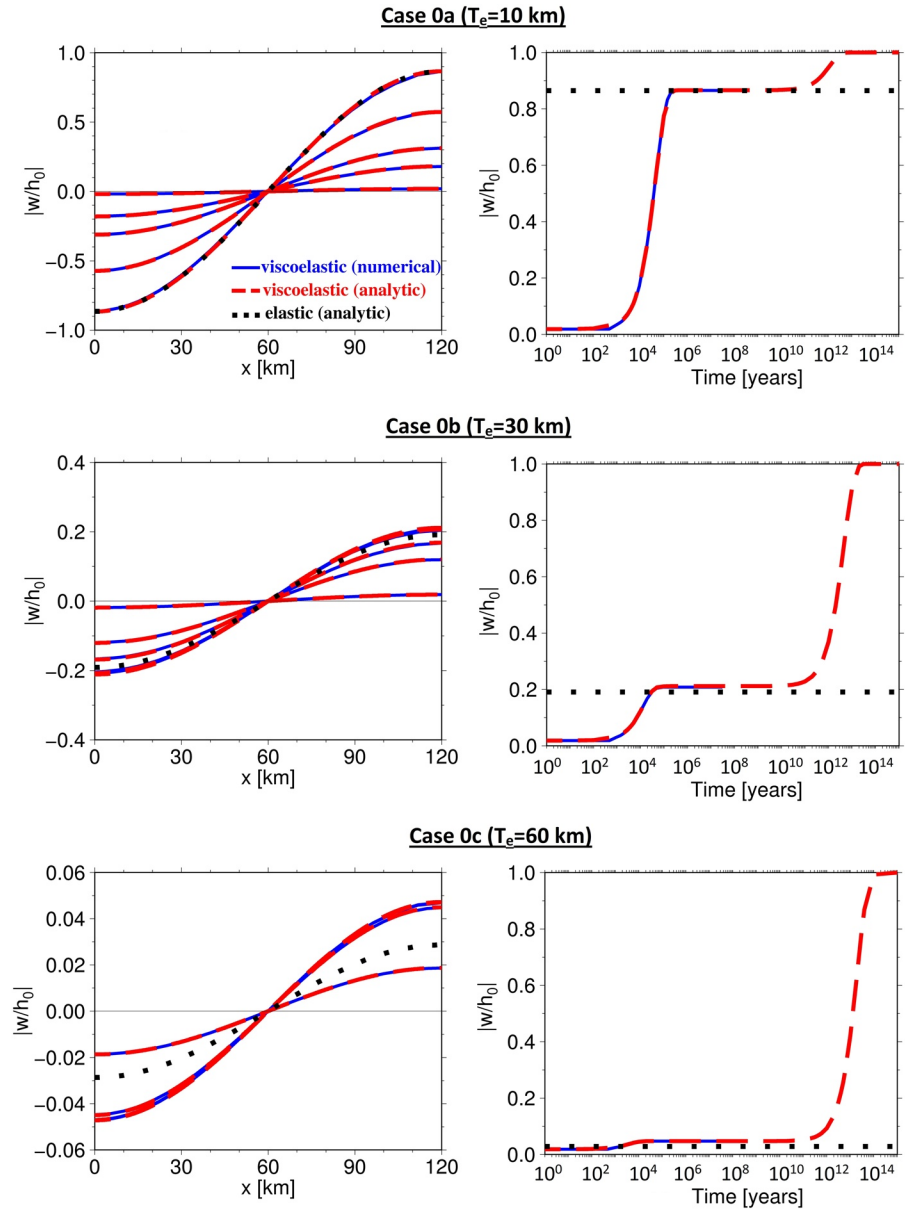 Case 0a (Te=10 km)
|w/h0|
1.0
0.5
0.0
−0.5
−1.0
viscoelastic (numerical)
viscoelastic (analytic)
elastic (analytic)
0 30 60 90 120
x [km]
|w/h0|
1.0
0.8
0.6
0.4
0.2
0.0
10^0 10^2 10^4 10^6 10^8 10^10 10^12 10^14
Time [years]
Case 0b (Te=30 km)
|w/h0|
0.4
0.2
0.0
−0.2
−0.4
0 30 60 90 120
x [km]
|w/h0|
1.0
0.8
0.6
0.4
0.2
0.0
10^0 10^2 10^4 10^6 10^8 10^10 10^12 10^14
Time [years]
Case 0c (Te=60 km)
|w/h0|
0.06
0.04
0.02
0.00
−0.02
−0.04
−0.06
0 30 60 90 120
x [km]
|w/h0|
1.0
0.8
0.6
0.4
0.2
0.0
10^0 10^2 10^4 10^6 10^8 10^10 10^12 10^14
Time [years]